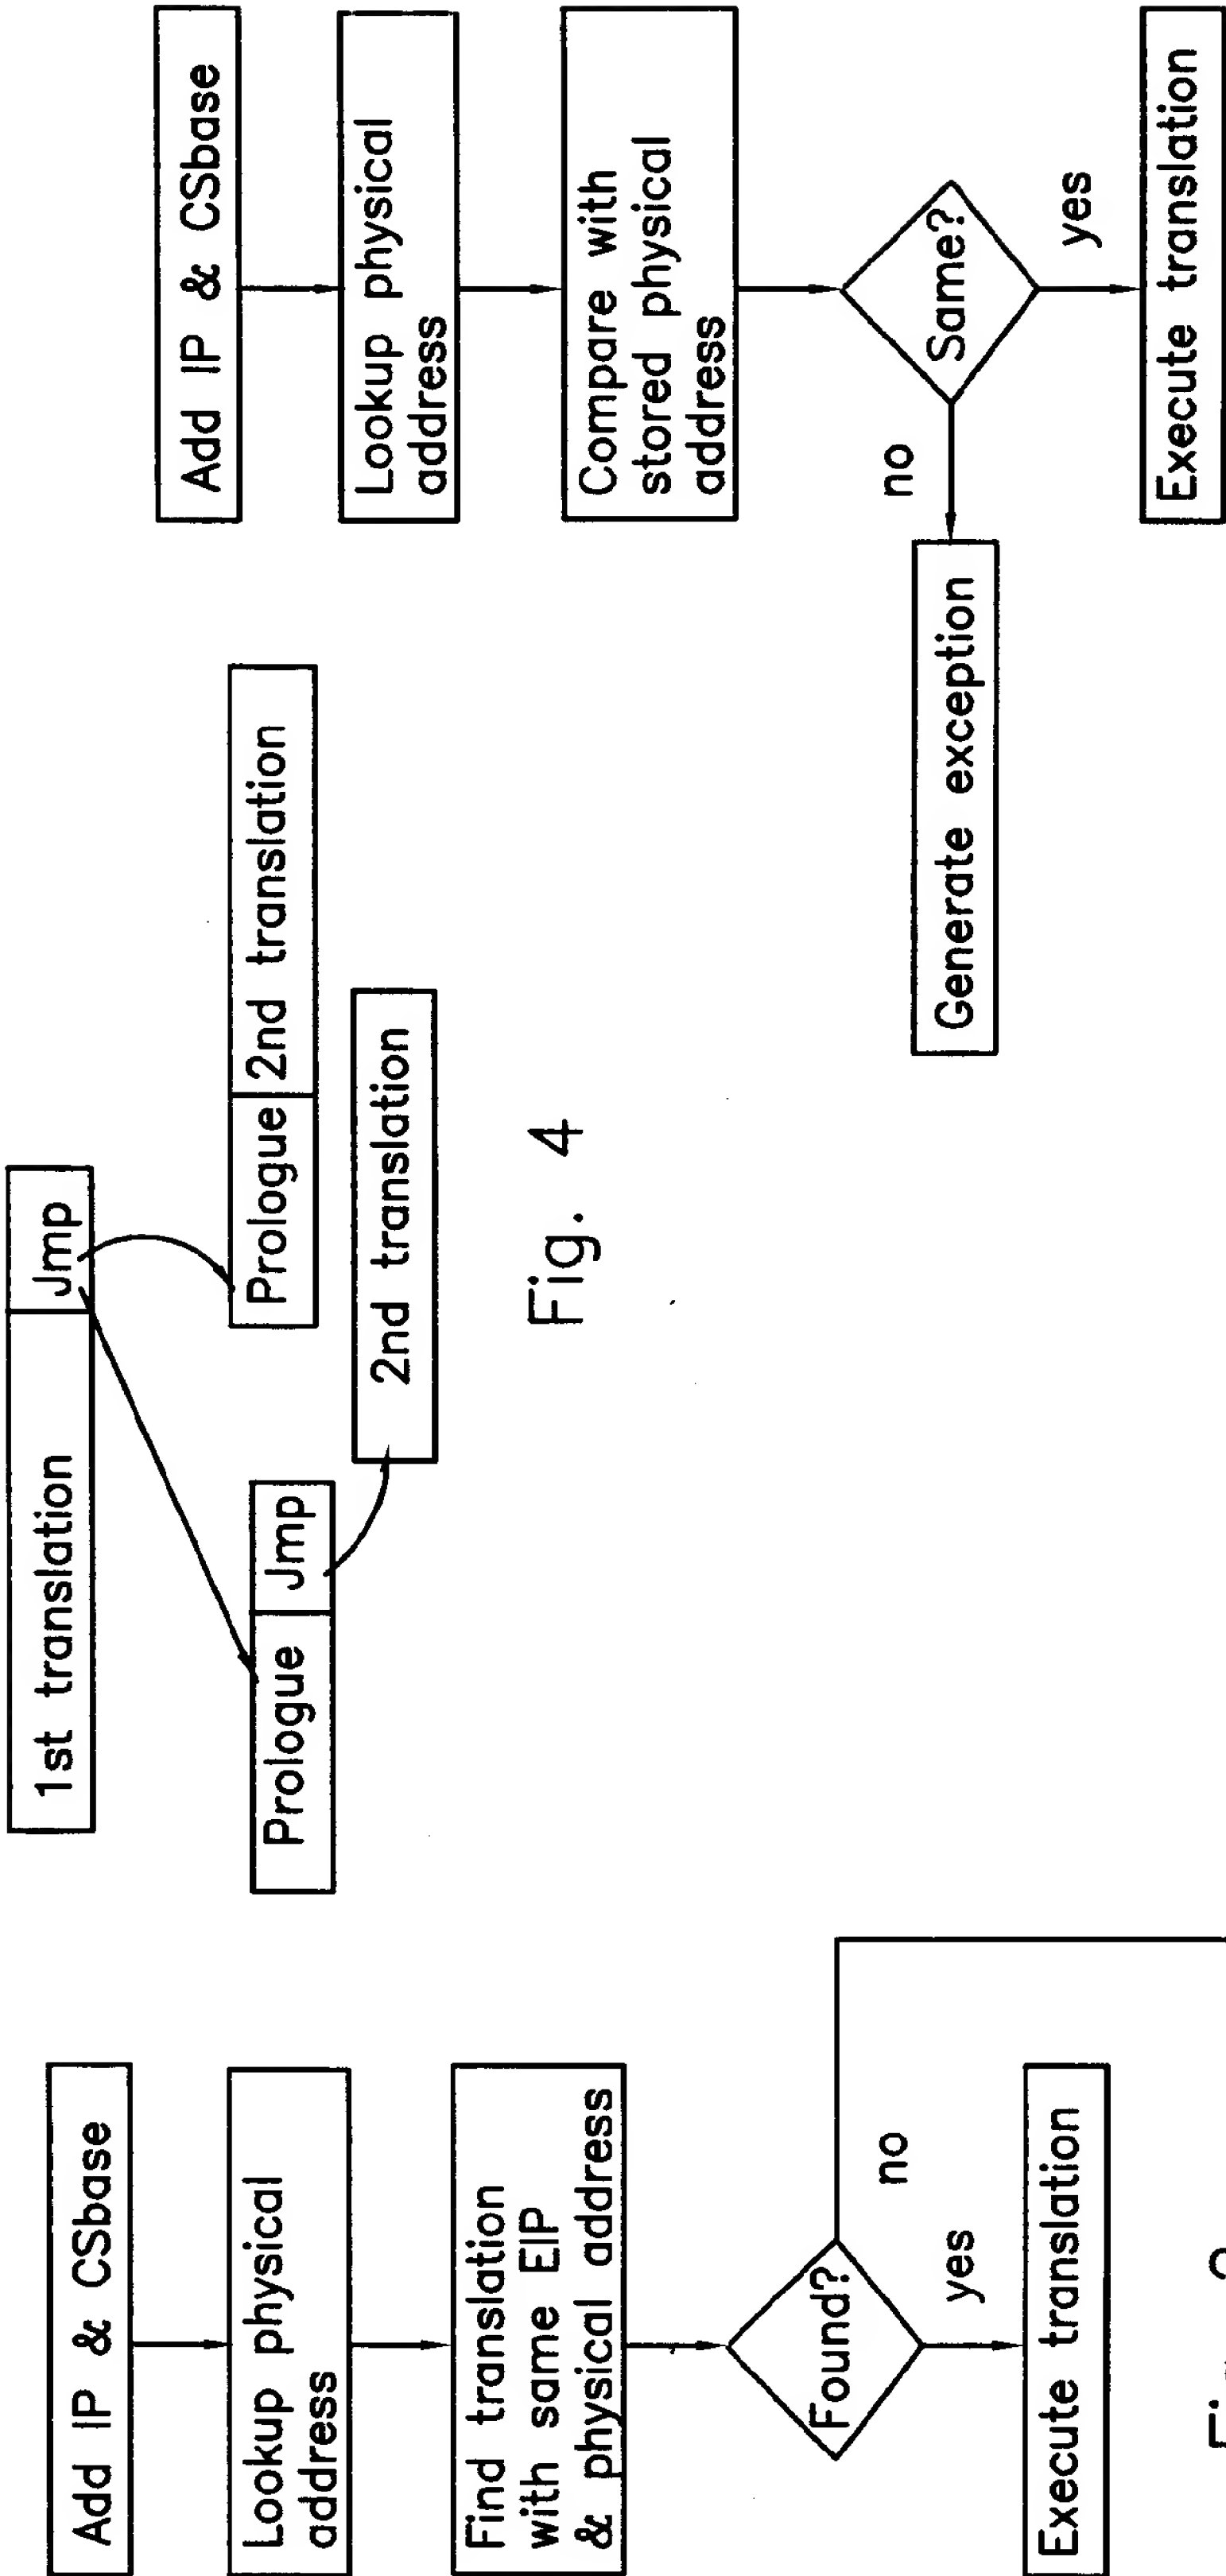 Add IP & CSbase
Lookup physical
address
Find translation
with same EIP
& physical address
Found?
no
yes
Execute translation
1st translation
Jmp
Prologue
2nd translation
Prologue
Jmp
2nd translation
Fig. 4
Add IP & CSbase
Lookup physical
address
Compare with
stored physical
address
Same?
no
yes
Generate exception
Execute translation